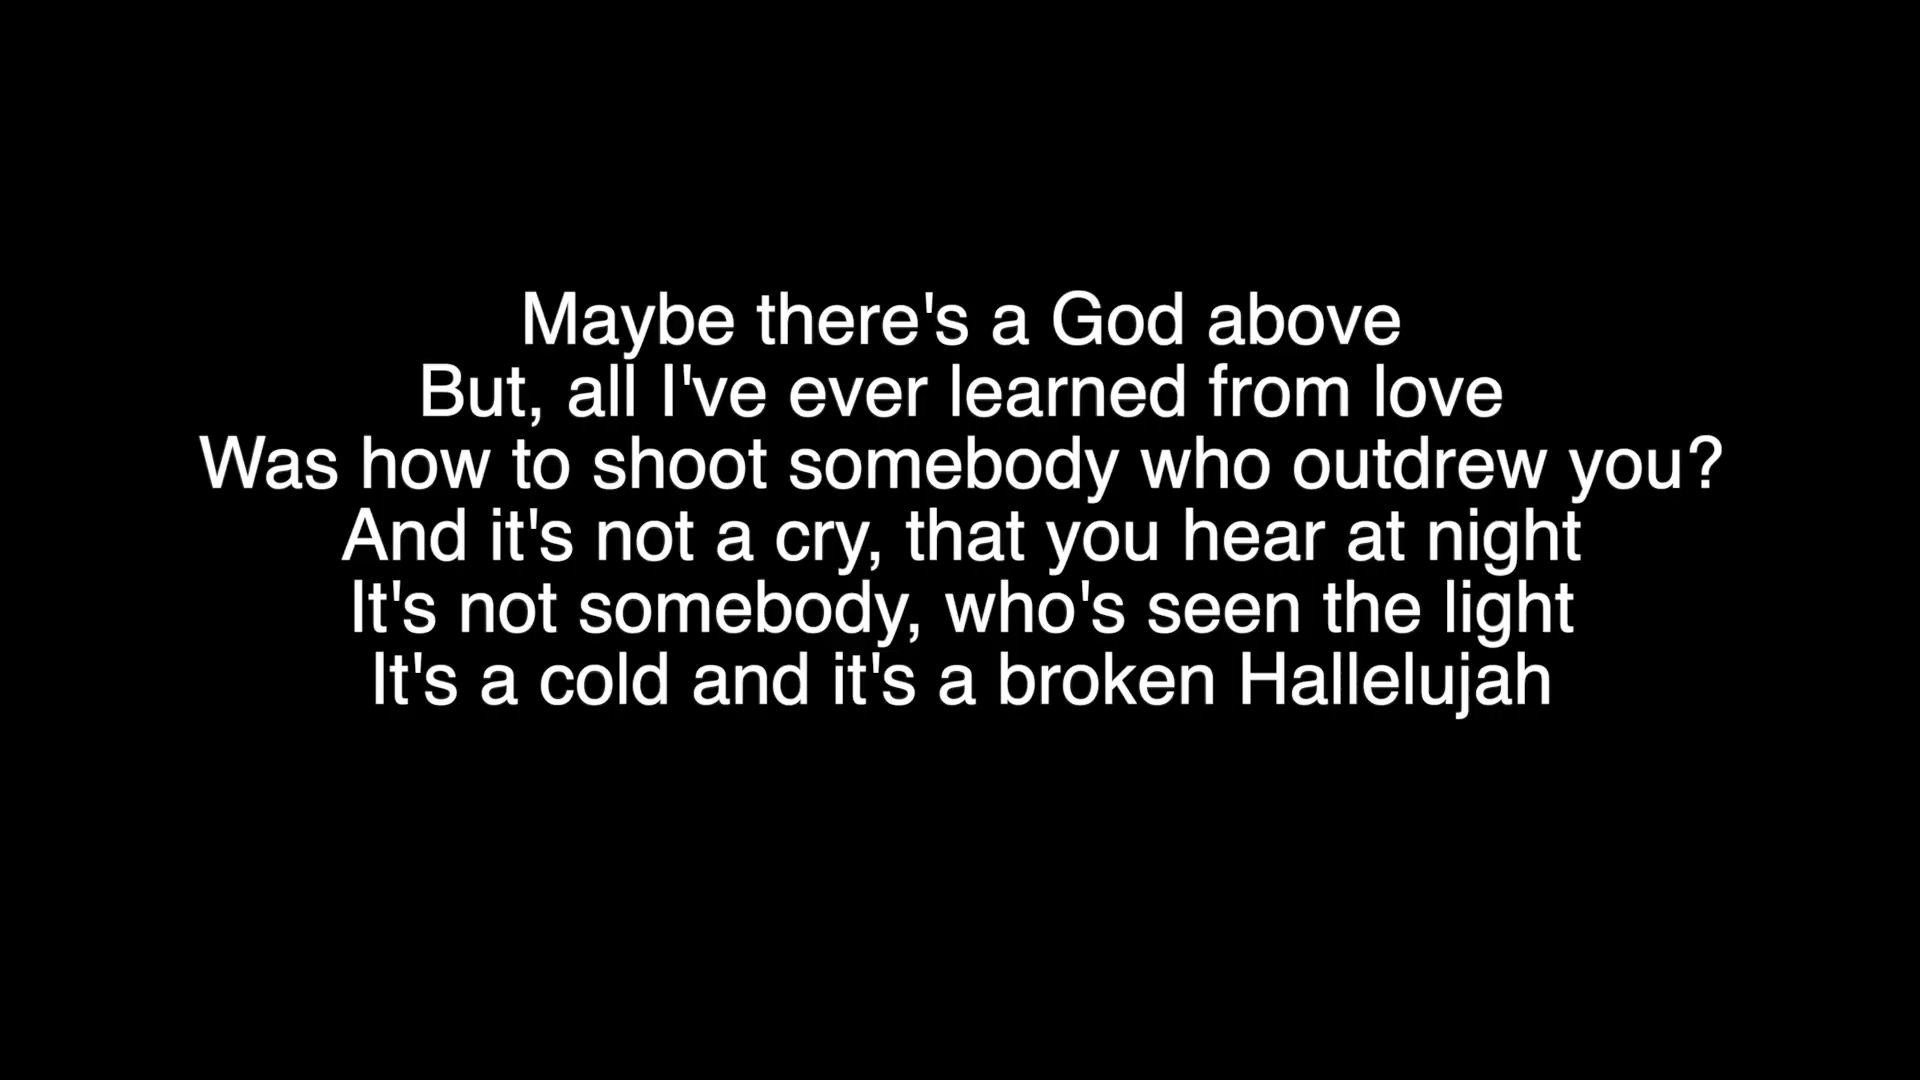 Maybe there's a God above
But, all I've ever learned from love
Was how to shoot somebody who outdrew you?
And it's not a cry, that you hear at night
It's not somebody, who's seen the light
It's a cold and it's a broken Hallelujah